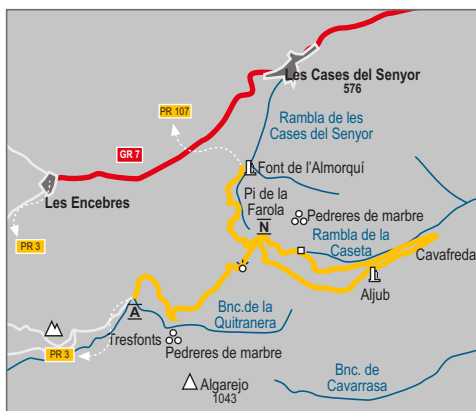 Les Cases del Senyor
576
PR 107
Rambla de les
Cases del Senyor
GR 7
Font de l'Almorquí
Les Encebres
Pi de la
Farola
Pedreres de marbre
N
Rambla de la
Caseta
PR 3
Cavafreda
Aljub
Bnc.de la
Quitranera
A
Tresfonts
PR 3
Pedreres de marbre
Bnc. de
Cavarrasa
Algarejo
1043